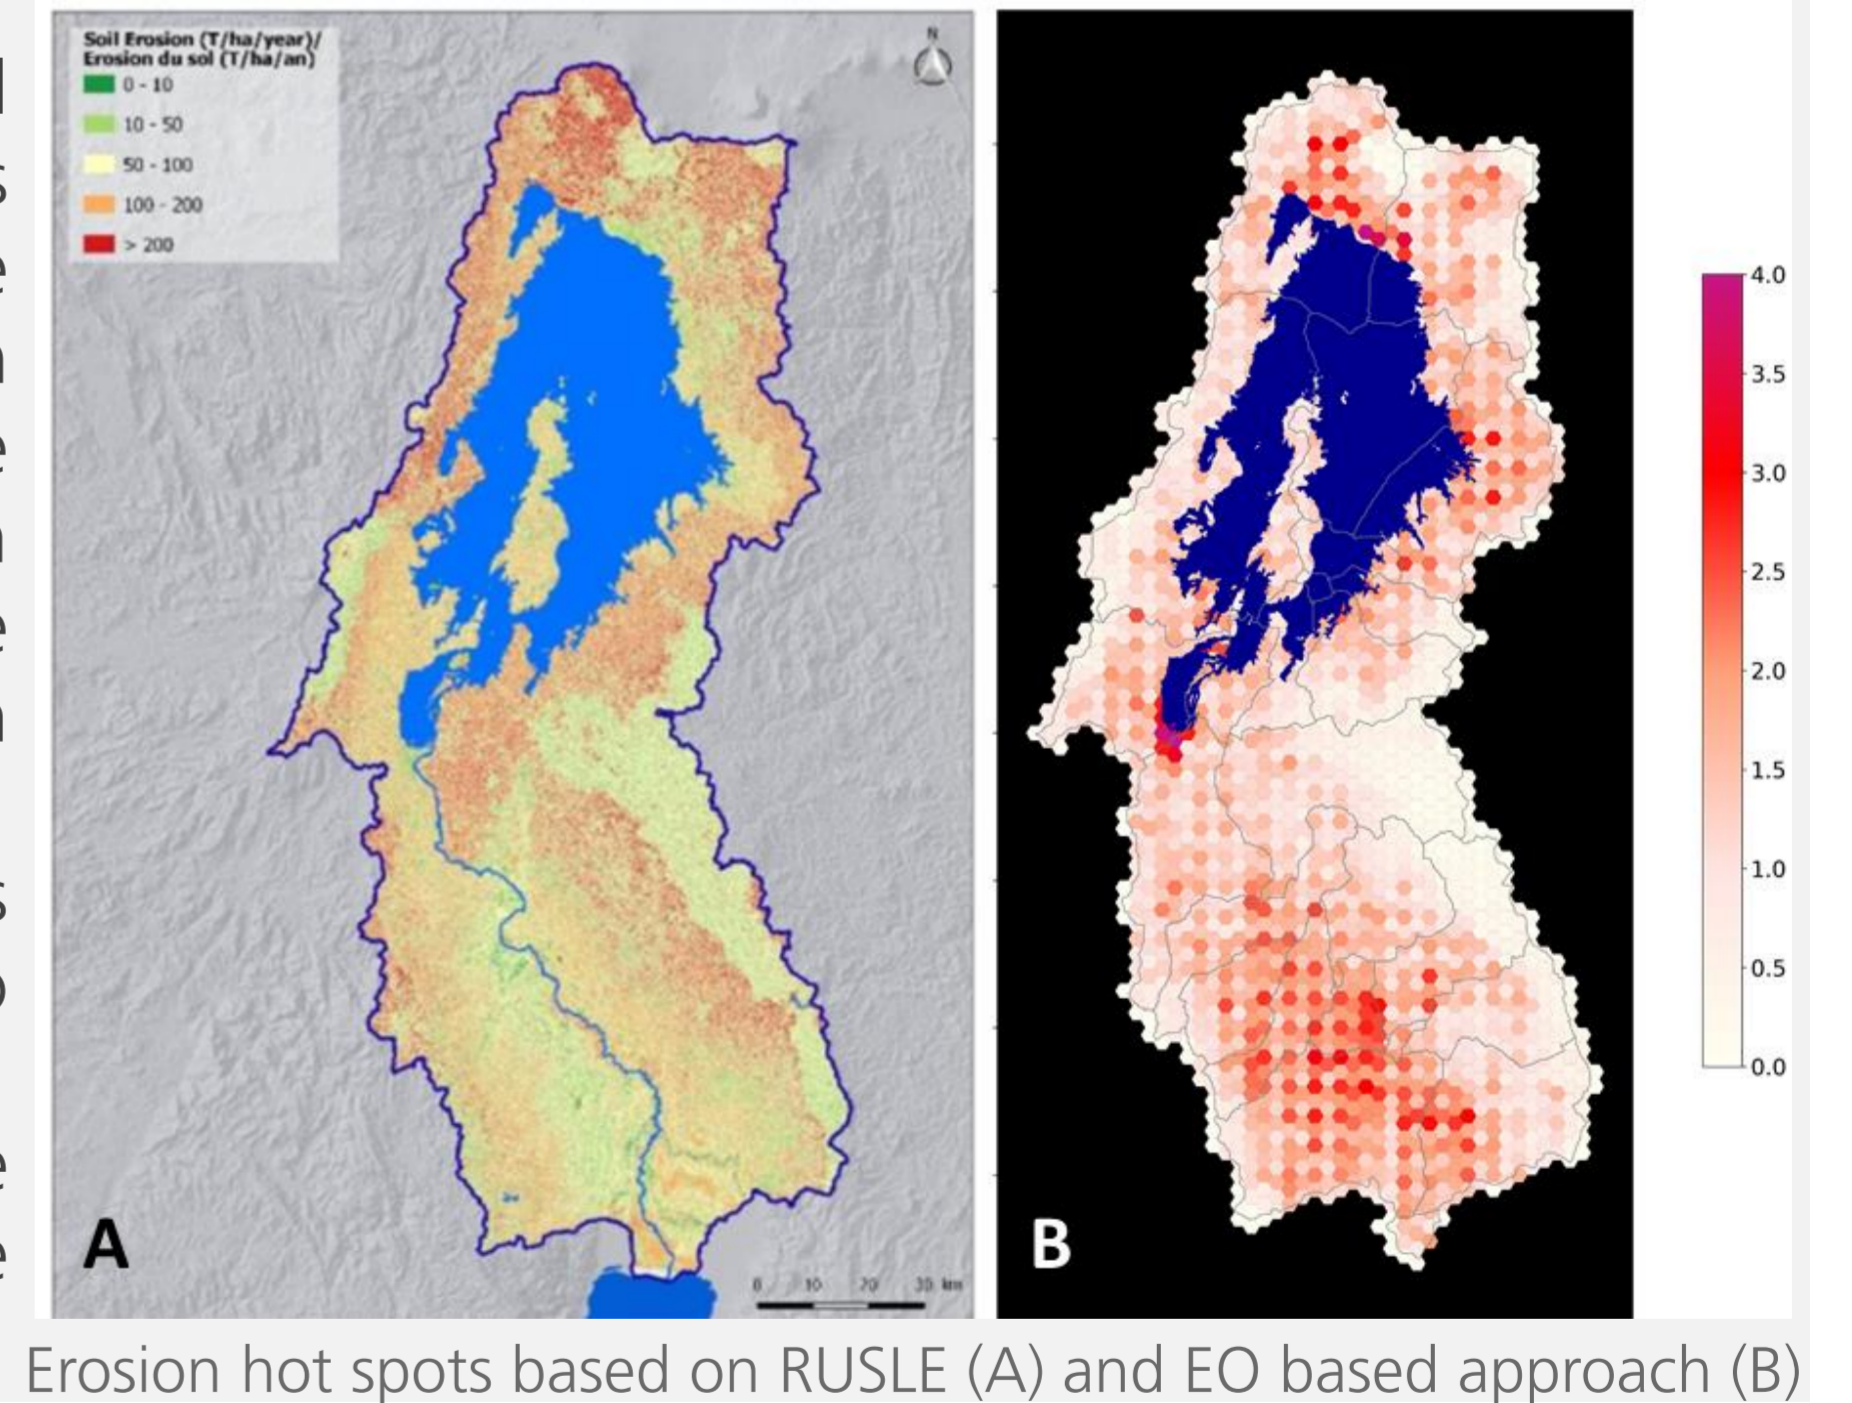 Soil Erosion (T/ha/year)/
Erosion du sol (T/ha/an)
0 - 10
10 - 50
50 - 100
100 - 200
> 200
N
A
0 10 20 30 km
B
4.0
3.5
3.0
2.5
2.0
1.5
1.0
0.5
0.0
Erosion hot spots based on RUSLE (A) and EO based approach (B)